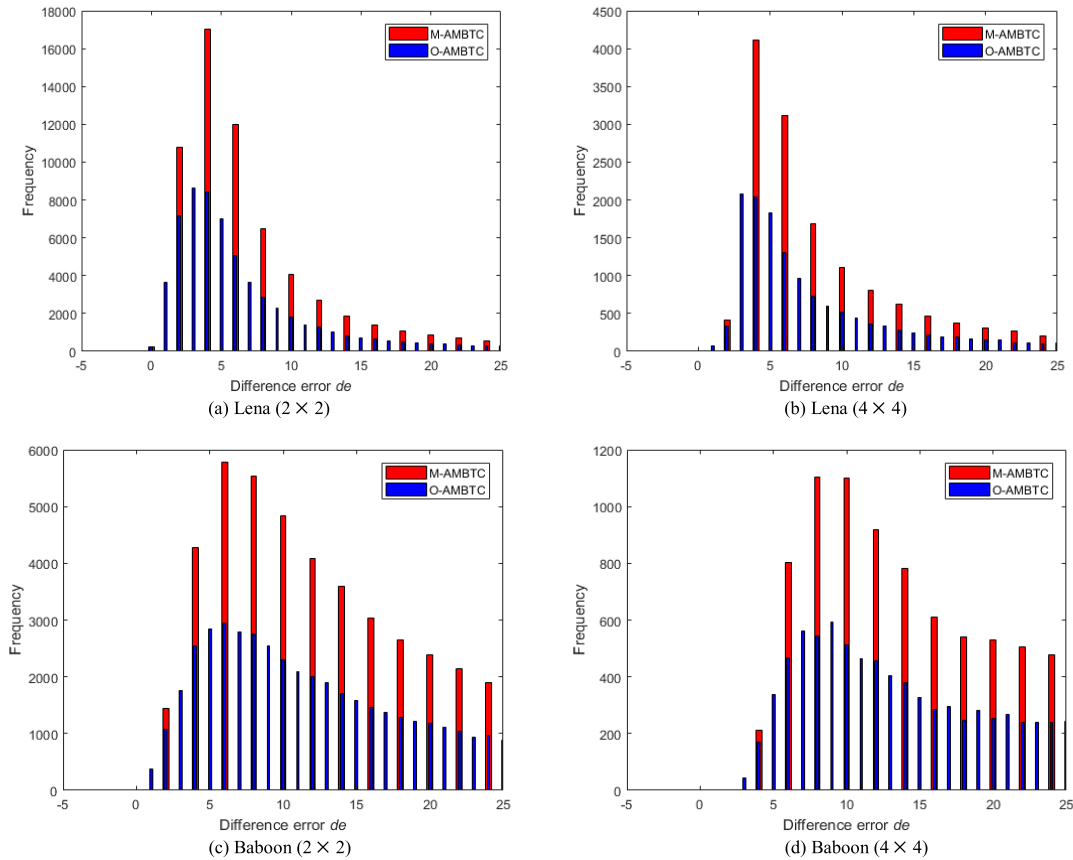 18000
16000
14000
12000
10000
8000
6000
4000
2000
0
Frequency
-5 0 5 10 15 20 25
Difference error de
M-AMBTC
O-AMBTC
(a) Lena (2 × 2)
4500
4000
3500
3000
2500
2000
1500
1000
500
0
Frequency
-5 0 5 10 15 20 25
Difference error de
M-AMBTC
O-AMBTC
(b) Lena (4 × 4)
6000
5000
4000
3000
2000
1000
0
Frequency
-5 0 5 10 15 20 25
Difference error de
M-AMBTC
O-AMBTC
(c) Baboon (2 × 2)
1200
1000
800
600
400
200
0
Frequency
-5 0 5 10 15 20 25
Difference error de
M-AMBTC
O-AMBTC
(d) Baboon (4 × 4)